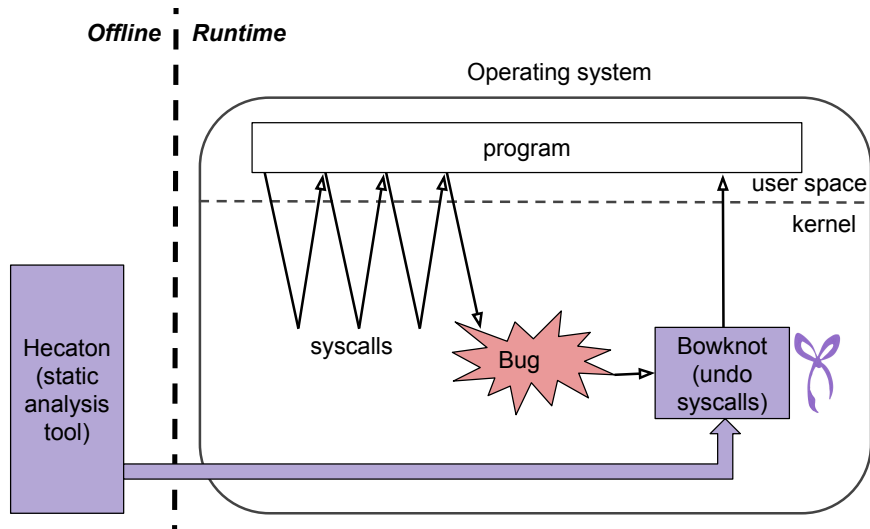 Offline
Runtime
Operating system
program
user space
kernel
syscalls
Bug
Bowknot
(undo
syscalls)
Hecaton
(static
analysis
tool)